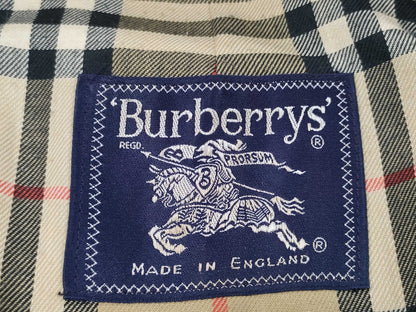 'Burberrys'®
REGD.
PRORSUM
B
®
MADE IN ENGLAND